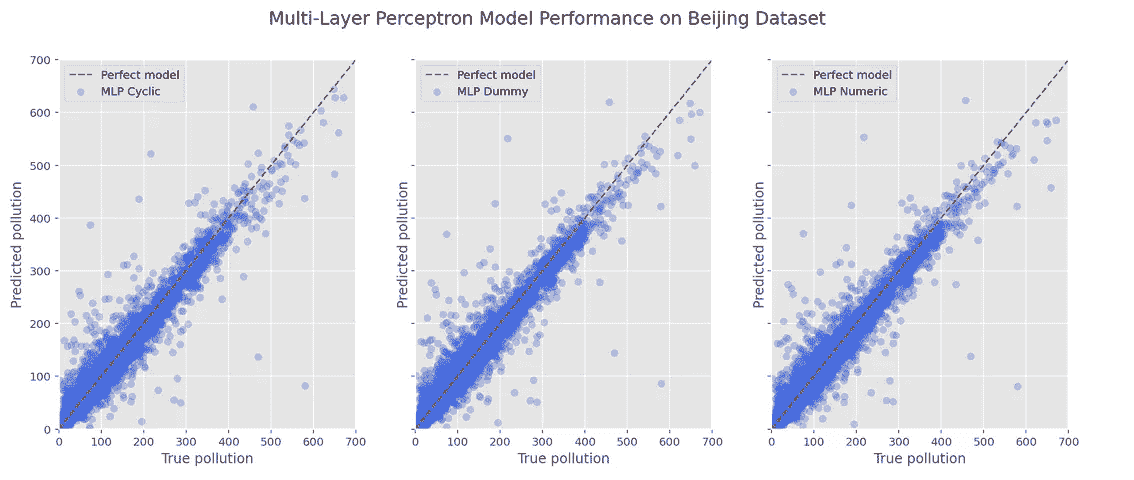 Multi-Layer Perceptron Model Performance on Beijing Dataset
Perfect model
MLP Cyclic
700
600
500
400
300
200
100
0
Predicted pollution
0 100 200 300 400 500 600 700
True pollution
Perfect model
MLP Dummy
Predicted pollution
0 100 200 300 400 500 600 700
True pollution
Perfect model
MLP Numeric
Predicted pollution
0 100 200 300 400 500 600 700
True pollution